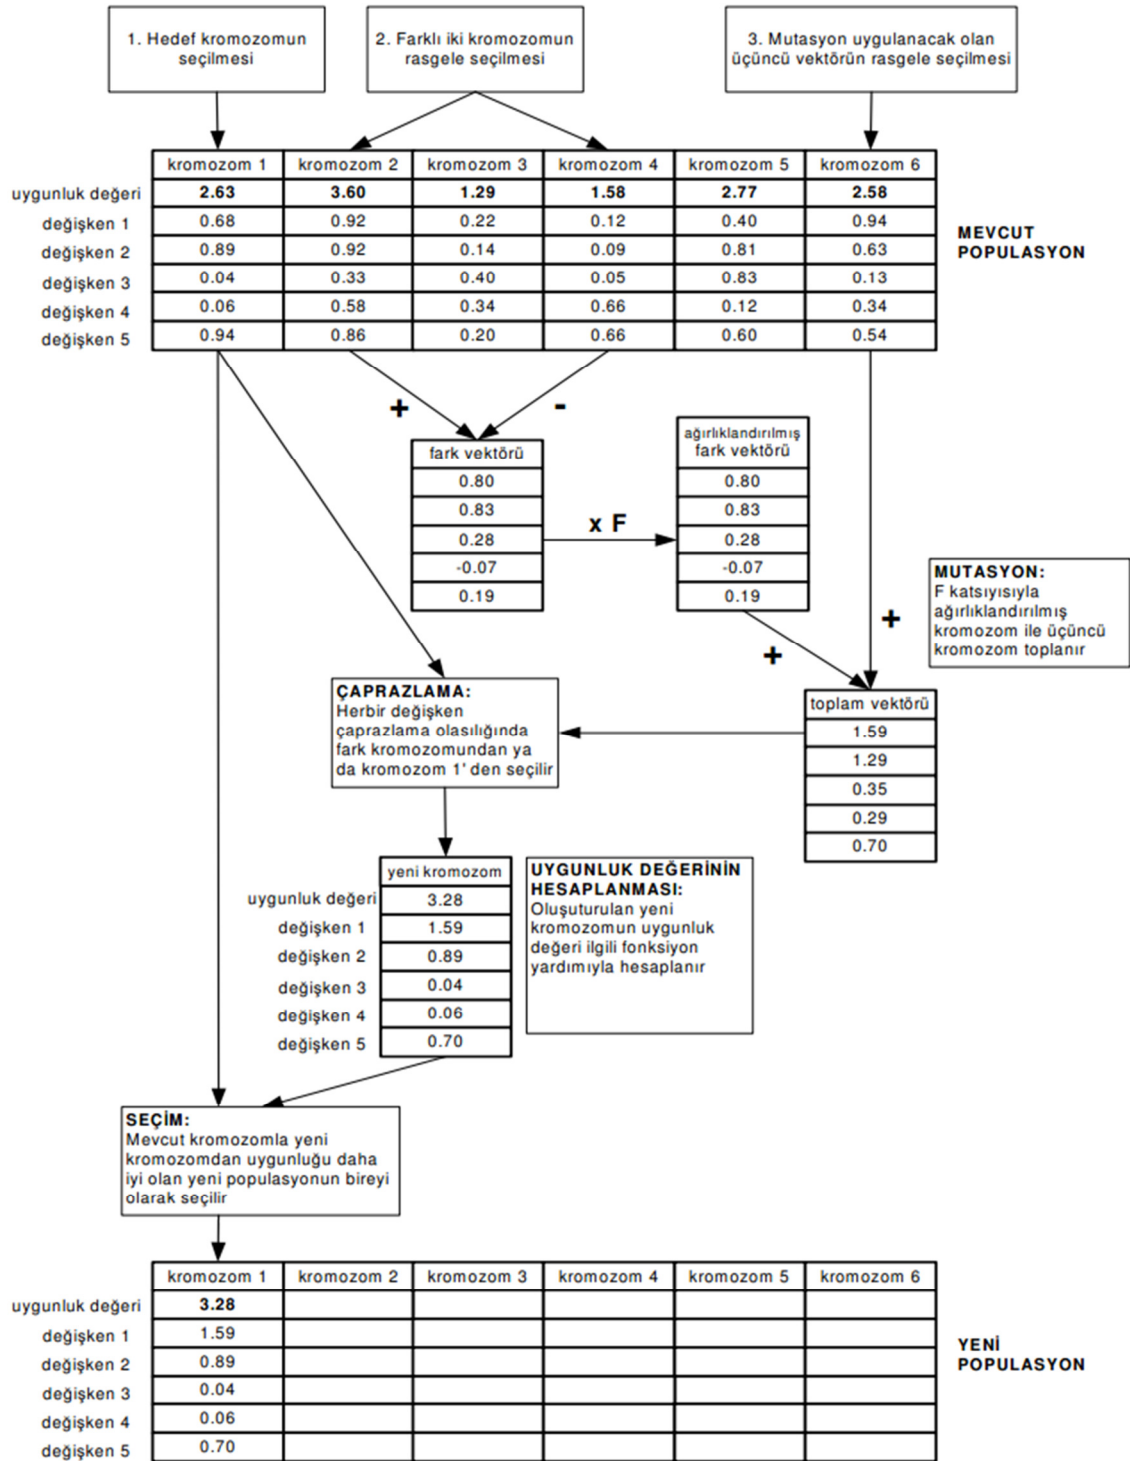 1. Hedef kromozomun
seçilmesi
2. Farklı iki kromozomun
rasgele seçilmesi
3. Mutasyon uygulanacak olan
üçüncü vektörün rasgele seçilmesi
kromozom 1 kromozom 2 kromozom 3 kromozom 4 kromozom 5 kromozom 6
uygunluk değeri 2.63 3.60 1.29 1.58 2.77 2.58
değişken 1 0.68 0.92 0.22 0.12 0.40 0.94
değişken 2 0.89 0.92 0.14 0.09 0.81 0.63
değişken 3 0.04 0.33 0.40 0.05 0.83 0.13
değişken 4 0.06 0.58 0.34 0.66 0.12 0.34
değişken 5 0.94 0.86 0.20 0.66 0.60 0.54
MEVCUT
POPULASYON
+ -
fark vektörü
0.80
0.83
0.28
-0.07
0.19
x F
ağırlıklandırılmış
fark vektörü
0.80
0.83
0.28
-0.07
0.19
+
+
MUTASYON:
F katsıyısıyla
ağırlıklandırılmış
kromozom ile üçüncü
kromozom toplanır
toplam vektörü
1.59
1.29
0.35
0.29
0.70
ÇAPRAZLAMA:
Herbir değişken
çaprazlama olasılığında
fark kromozomundan ya
da kromozom 1' den seçilir
yeni kromozom
uygunluk değeri 3.28
değişken 1 1.59
değişken 2 0.89
değişken 3 0.04
değişken 4 0.06
değişken 5 0.70
UYGUNLUK DEĞERİNİN
HESAPLANMASI:
Oluşuturulan yeni
kromozomun uygunluk
değeri ilgili fonksiyon
yardımıyla hesaplanır
SEÇİM:
Mevcut kromozomla yeni
kromozomdan uygunluğu daha
iyi olan yeni populasyonun bireyi
olarak seçilir
kromozom 1 kromozom 2 kromozom 3 kromozom 4 kromozom 5 kromozom 6
uygunluk değeri 3.28
değişken 1 1.59
değişken 2 0.89
değişken 3 0.04
değişken 4 0.06
değişken 5 0.70
YENİ
POPULASYON